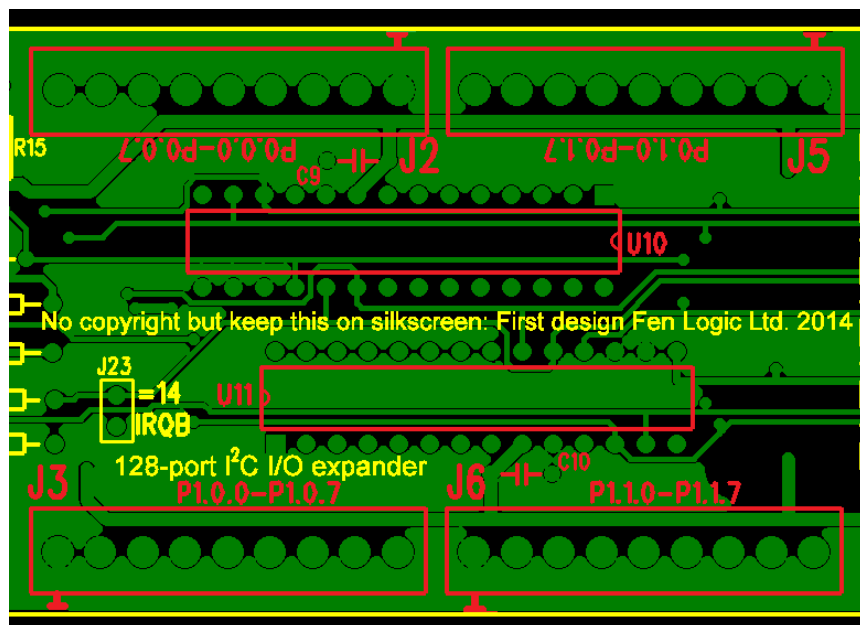 P0.0.0-P0.0.7
J2
P0.1.0-P0.1.7
J5
R15
C9
U10
No copyright but keep this on silkscreen: First design Fen Logic Ltd. 2014
J23
=14
IRQB
U11
128-port I²C I/O expander
C10
J3
P1.0.0-P1.0.7
J6
P1.1.0-P1.1.7